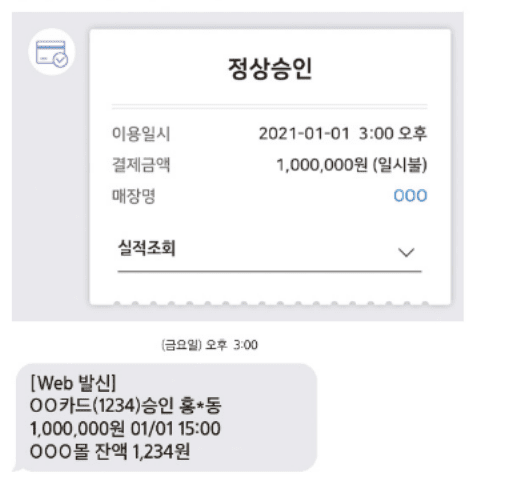 정상승인
이용일시 2021-01-01 3:00 오후
결제금액 1,000,000원 (일시불)
매장명 OOO
실적조회
(금요일) 오후 3:00
[Web 발신]
OO카드(1234)승인 홍*동
1,000,000원 01/01 15:00
OOO몰 잔액 1,234원